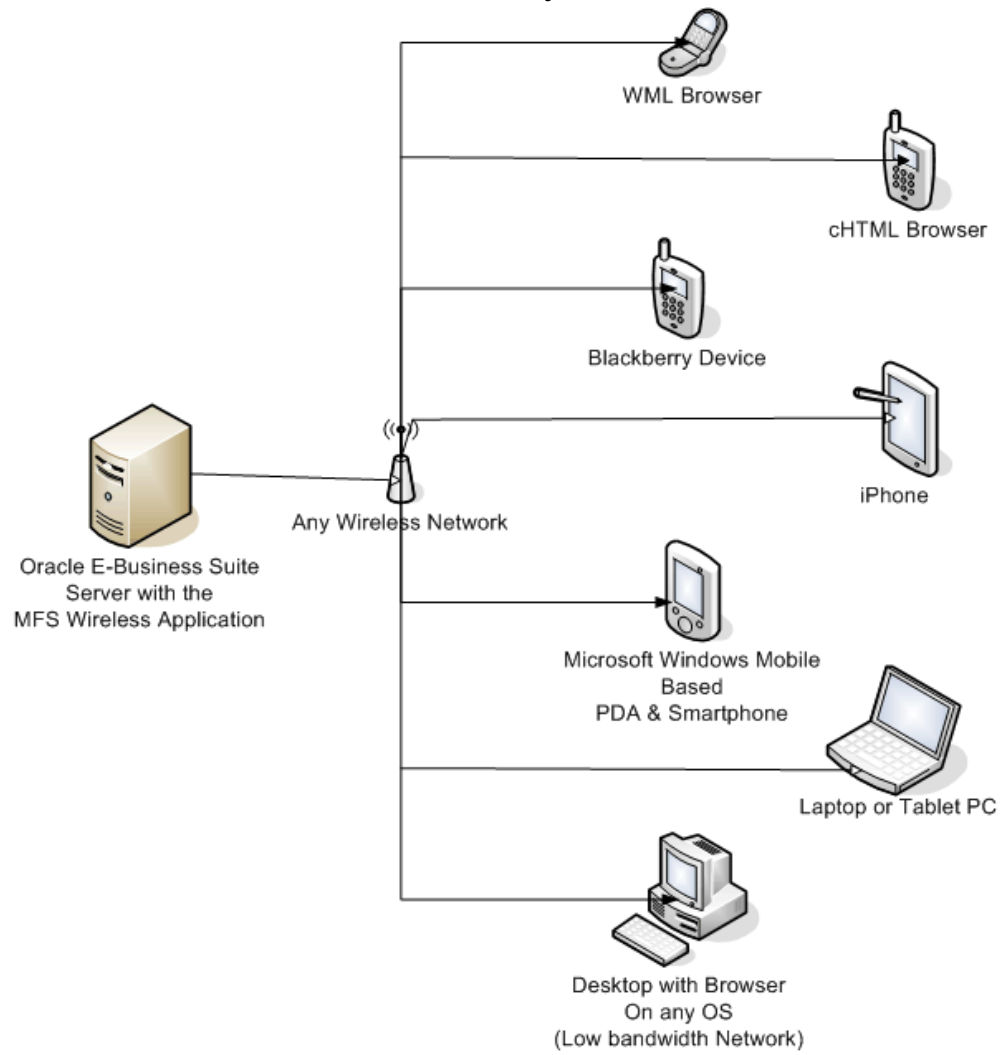 WML Browser
cHTML Browser
Blackberry Device
iPhone
Any Wireless Network
Oracle E-Business Suite
Server with the
MFS Wireless Application
Microsoft Windows Mobile
Based
PDA & Smartphone
Laptop or Tablet PC
Desktop with Browser
On any OS
(Low bandwidth Network)